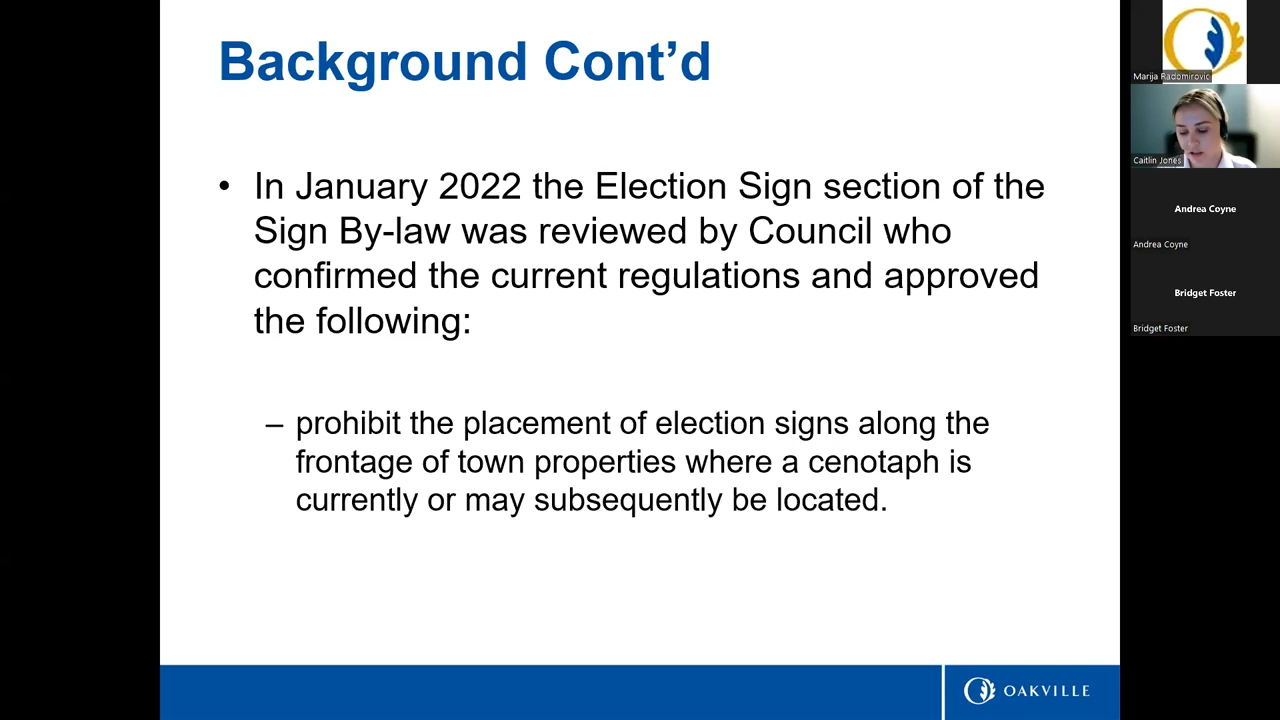 Background Cont’d
• In January 2022 the Election Sign section of the
Sign By-law was reviewed by Council who
confirmed the current regulations and approved
the following:
– prohibit the placement of election signs along the
frontage of town properties where a cenotaph is
currently or may subsequently be located.
OAKVILLE
Marija Radomirovic
Caitlin Jones
Andrea Coyne
Andrea Coyne
Bridget Foster
Bridget Foster